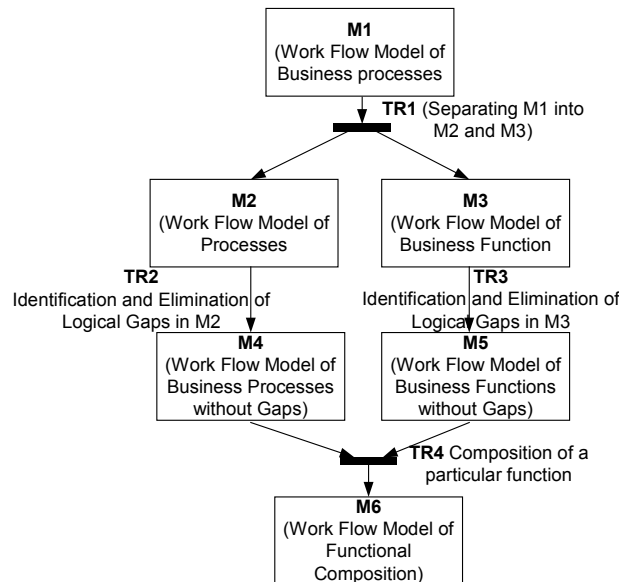 M1
(Work Flow Model of
Business processes)
TR1 (Separating M1 into
M2 and M3)
M2
(Work Flow Model of
Processes)
M3
(Work Flow Model of
Business Function)
TR2
Identification and Elimination of
Logical Gaps in M2
TR3
Identification and Elimination of
Logical Gaps in M3
M4
(Work Flow Model of
Business Processes
without Gaps)
M5
(Work Flow Model of
Business Functions
without Gaps)
TR4 Composition of a
particular function
M6
(Work Flow Model of
Functional
Composition)